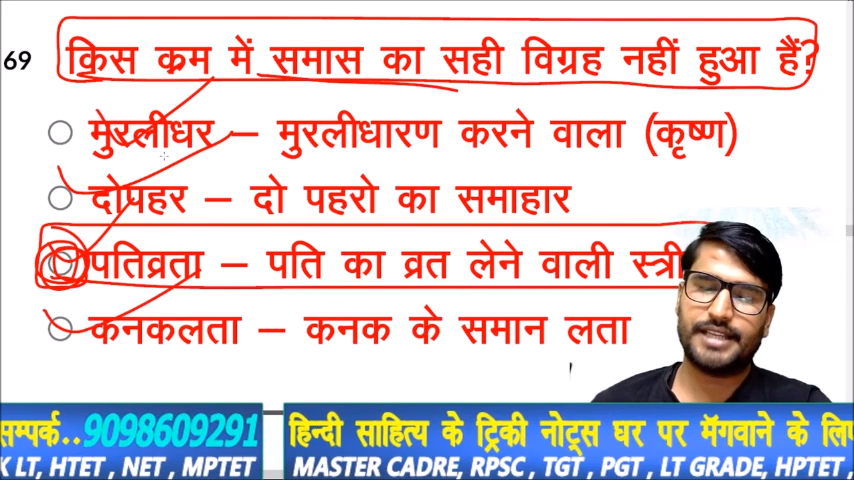 69
किस क्रम में समास का सही विग्रह नहीं हुआ हैं?
मुरलीधर – मुरलीधारण करने वाला (कृष्ण)
दोपहर – दो पहरो का समाहार
पतिव्रता – पति का व्रत लेने वाली स्त्री
कनकलता – कनक के समान लता
सम्पर्क..9098609291
हिन्दी साहित्य के ट्रिकी नोट्स घर पर मॅगवाने के लि
K LT, HTET , NET , MPTET
MASTER CADRE, RPSC , TGT , PGT , LT GRADE, HPTET ,